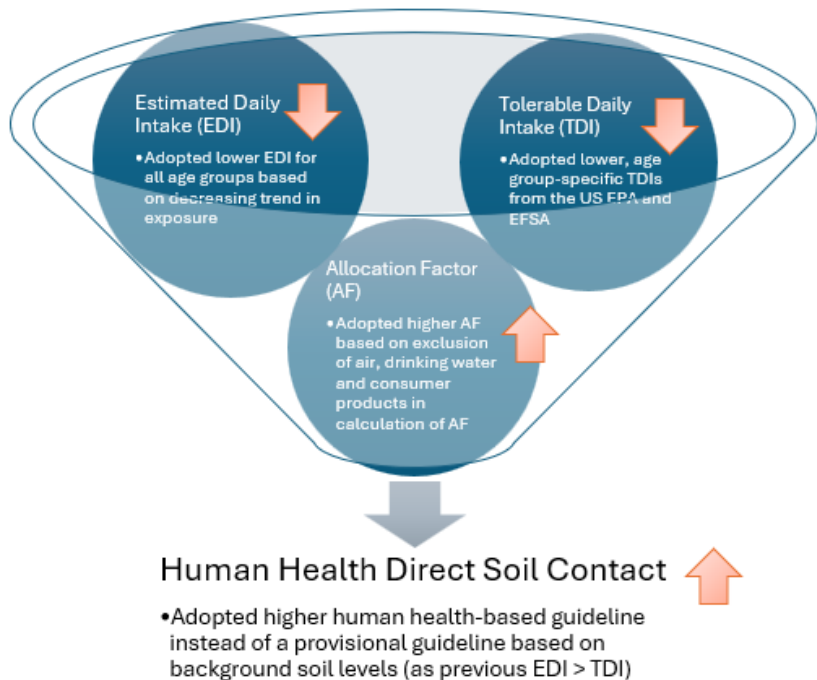 Estimated Daily
Intake (EDI)
•Adopted lower EDI for
all age groups based
on decreasing trend in
exposure
Tolerable Daily
Intake (TDI)
•Adopted lower, age
group-specific TDIs
from the US EPA and
EFSA
Allocation Factor
(AF)
•Adopted higher AF
based on exclusion
of air, drinking water
and consumer
products in
calculation of AF
Human Health Direct Soil Contact
•Adopted higher human health-based guideline
instead of a provisional guideline based on
background soil levels (as previous EDI > TDI)